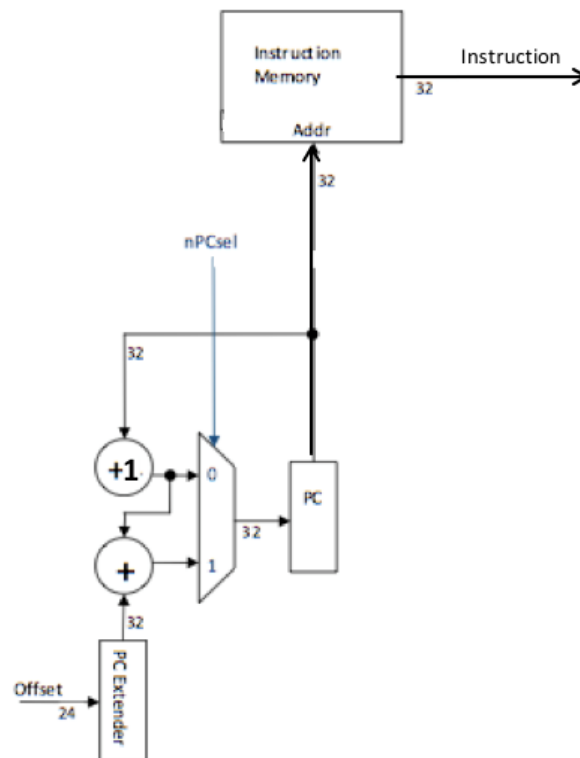 Instruction
Memory
Instruction
32
Addr
32
nPCsel
32
+1
0
PC
32
+
1
32
PC Extender
Offset
24